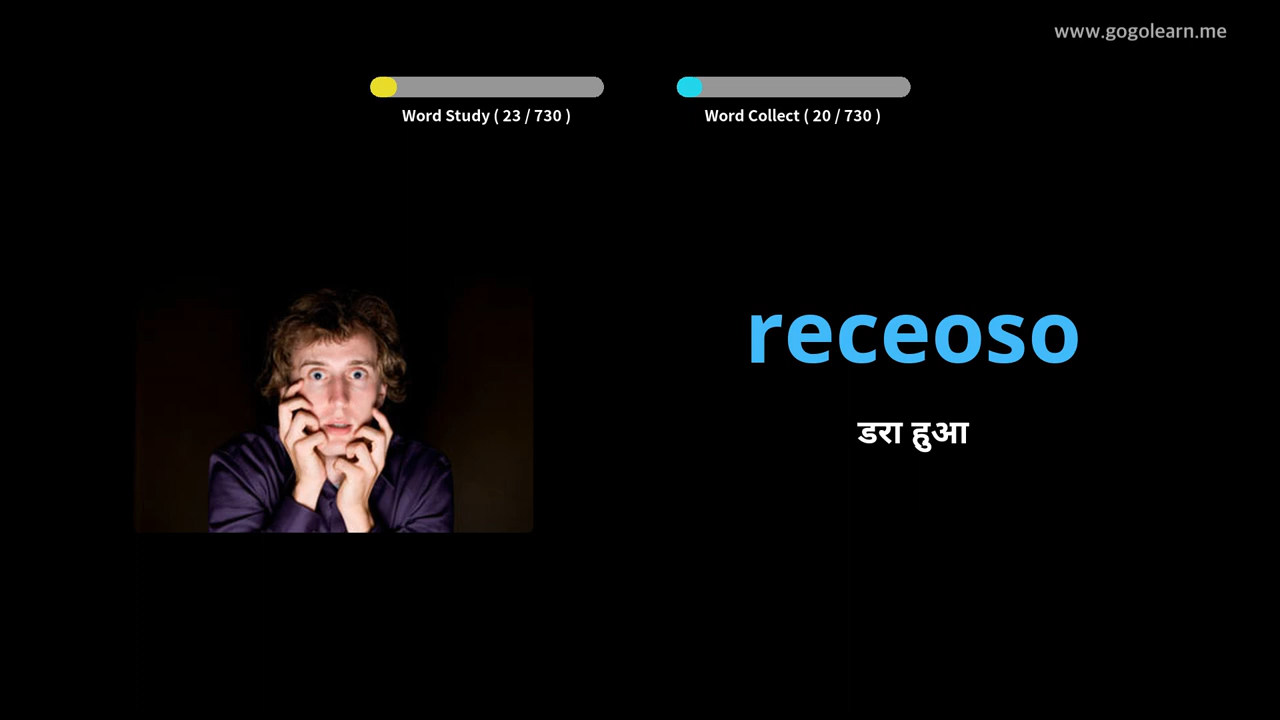 www.gogolearn.me
Word Study ( 23 / 730 )
Word Collect ( 20 / 730 )
receoso
डरा हुआ